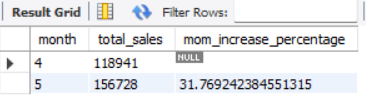 Result Grid Filter Rows:
month total_sales mom_increase_percentage
4 118941 NULL
5 156728 31.769242384551315